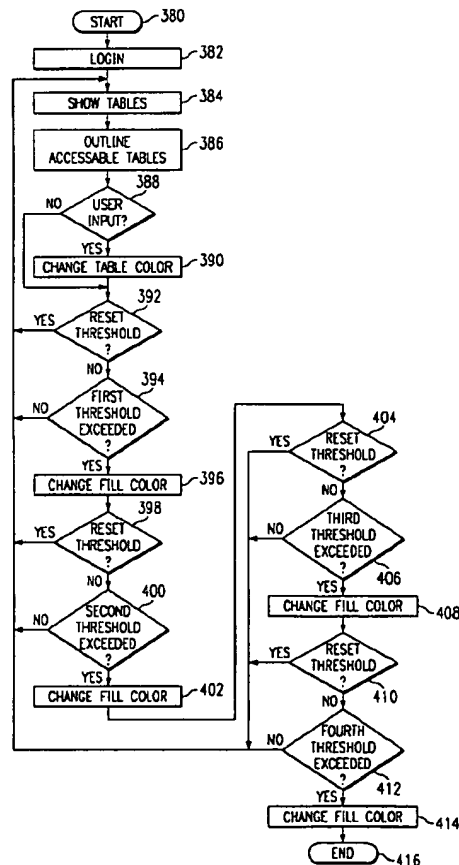 START
380
LOGIN
382
SHOW TABLES
384
OUTLINE
ACCESSABLE TABLES
386
388
NO
USER
INPUT?
YES
CHANGE TABLE COLOR
390
392
YES
RESET
THRESHOLD
?
NO
394
NO
FIRST
THRESHOLD
EXCEEDED
?
YES
CHANGE FILL COLOR
396
398
YES
RESET
THRESHOLD
?
NO
400
NO
SECOND
THRESHOLD
EXCEEDED
?
YES
CHANGE FILL COLOR
402
404
YES
RESET
THRESHOLD
?
NO
NO
THIRD
THRESHOLD
EXCEEDED
?
406
YES
CHANGE FILL COLOR
408
YES
RESET
THRESHOLD
?
410
NO
NO
FOURTH
THRESHOLD
EXCEEDED
?
412
YES
CHANGE FILL COLOR
414
END
416